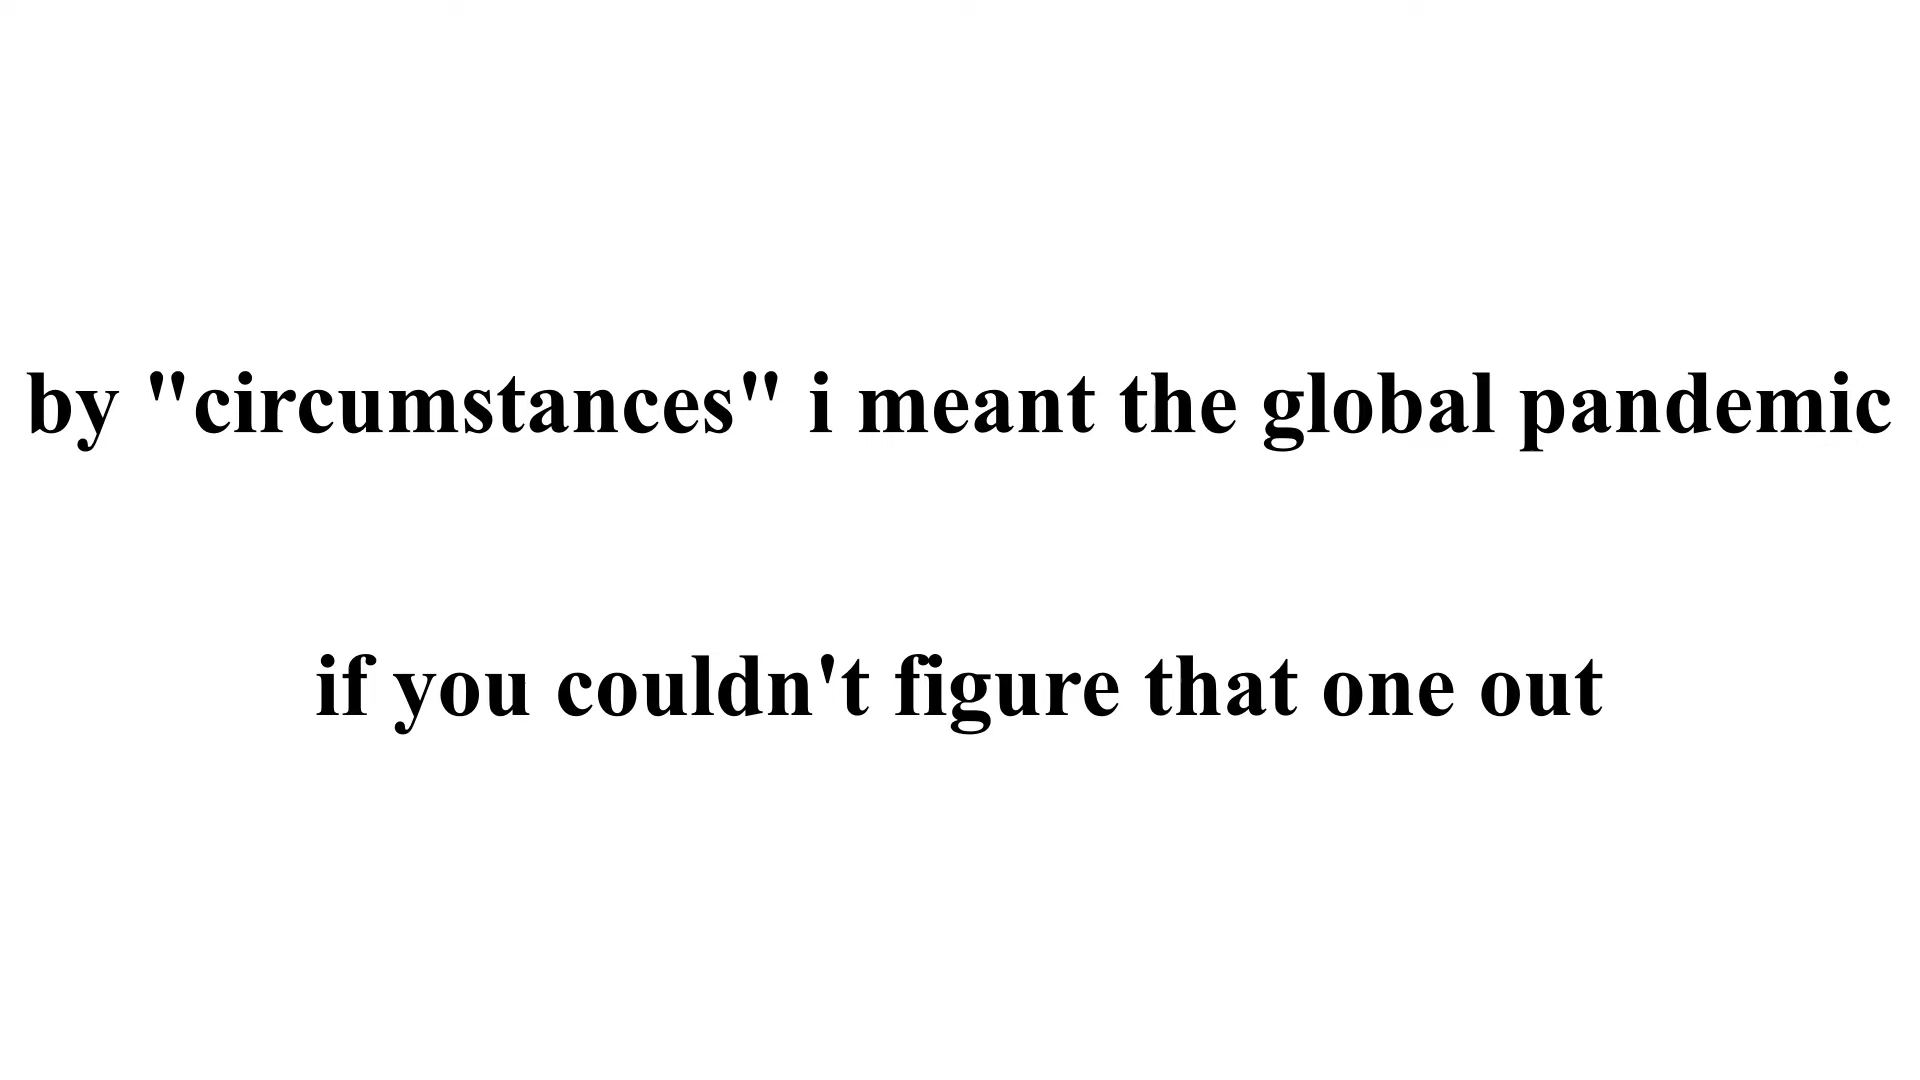 by "circumstances" i meant the global pandemic
if you couldn't figure that one out